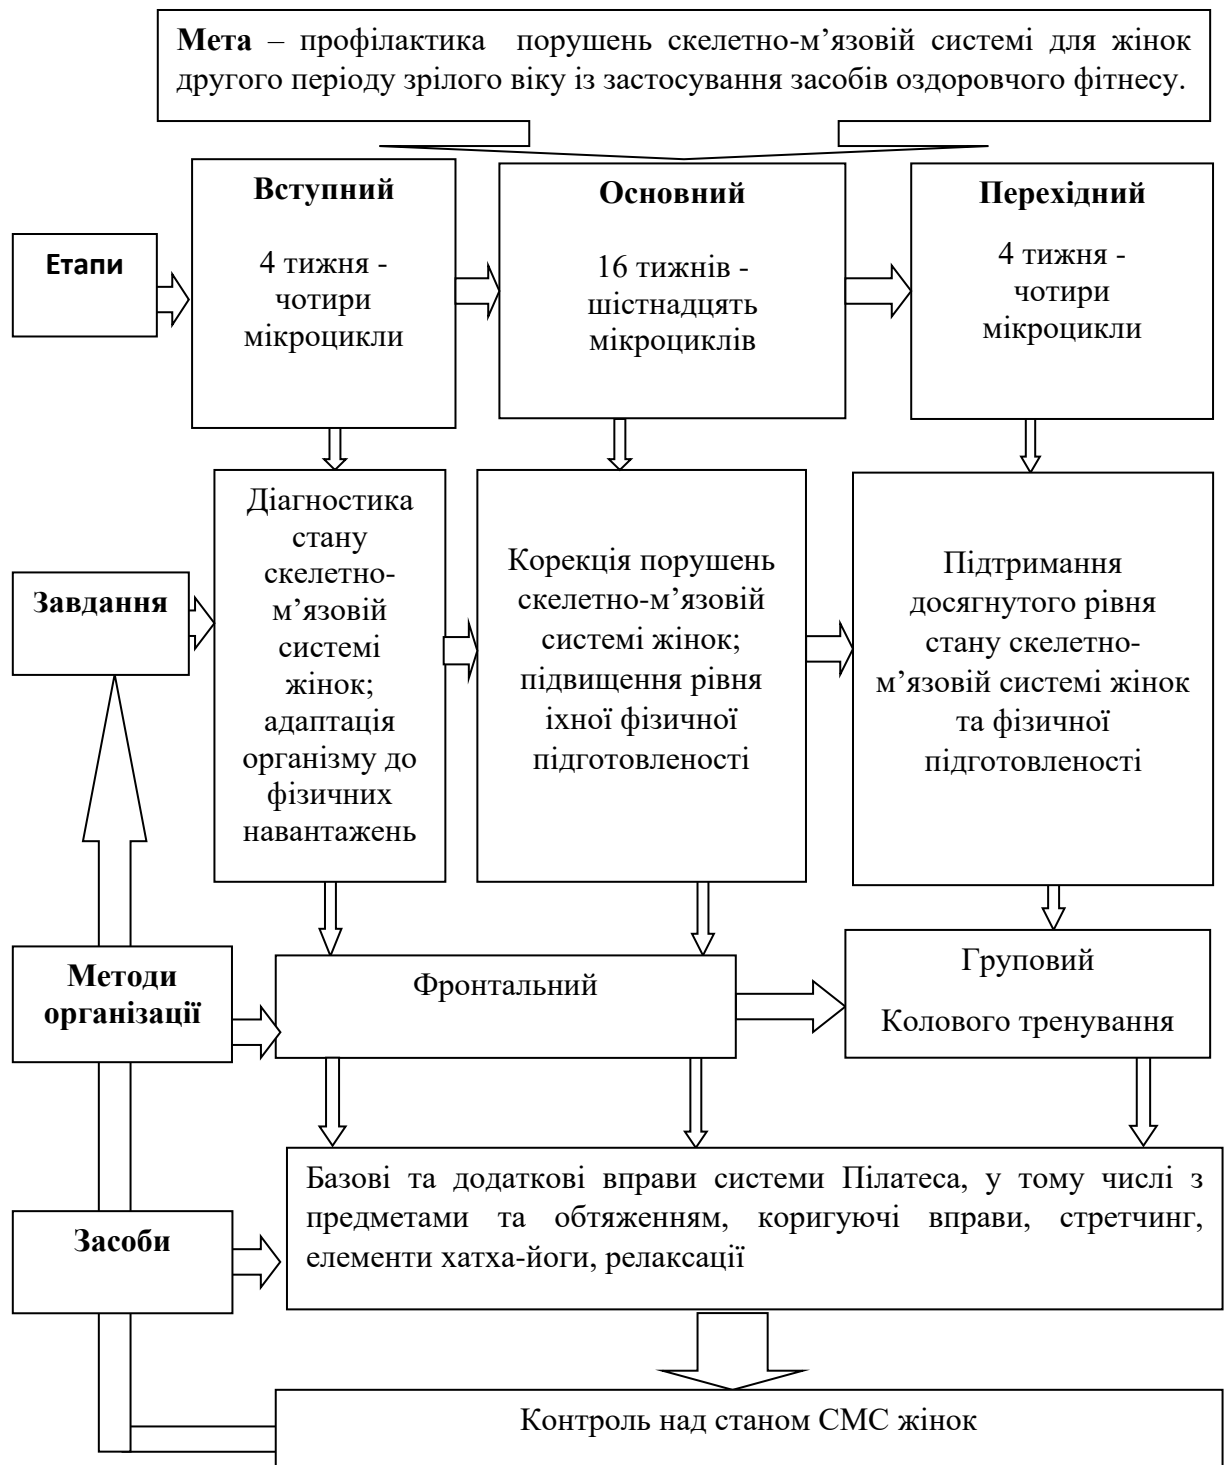 Мета – профілактика порушень скелетно-м’язовій системі для жінок
другого періоду зрілого віку із застосування засобів оздоровчого фітнесу.
Етапи
Вступний
4 тижня -
чотири
мікроцикли
Основний
16 тижнів -
шістнадцять
мікроциклів
Перехідний
4 тижня -
чотири
мікроцикли
Завдання
Діагностика
стану
скелетно-
м’язовій
системі
жінок;
адаптація
організму до
фізичних
навантажень
Корекція порушень
скелетно-м’язовій
системі жінок;
підвищення рівня
іхної фізичної
підготовленості
Підтримання
досягнутого рівня
стану скелетно-
м’язовій системі жінок
та фізичної
підготовленості
Методи
організації
Фронтальний
Груповий
Колового тренування
Засоби
Базові та додаткові вправи системи Пілатеса, у тому числі з
предметами та обтяженням, коригуючі вправи, стретчинг,
елементи хатха-йоги, релаксації
Контроль над станом СМС жінок